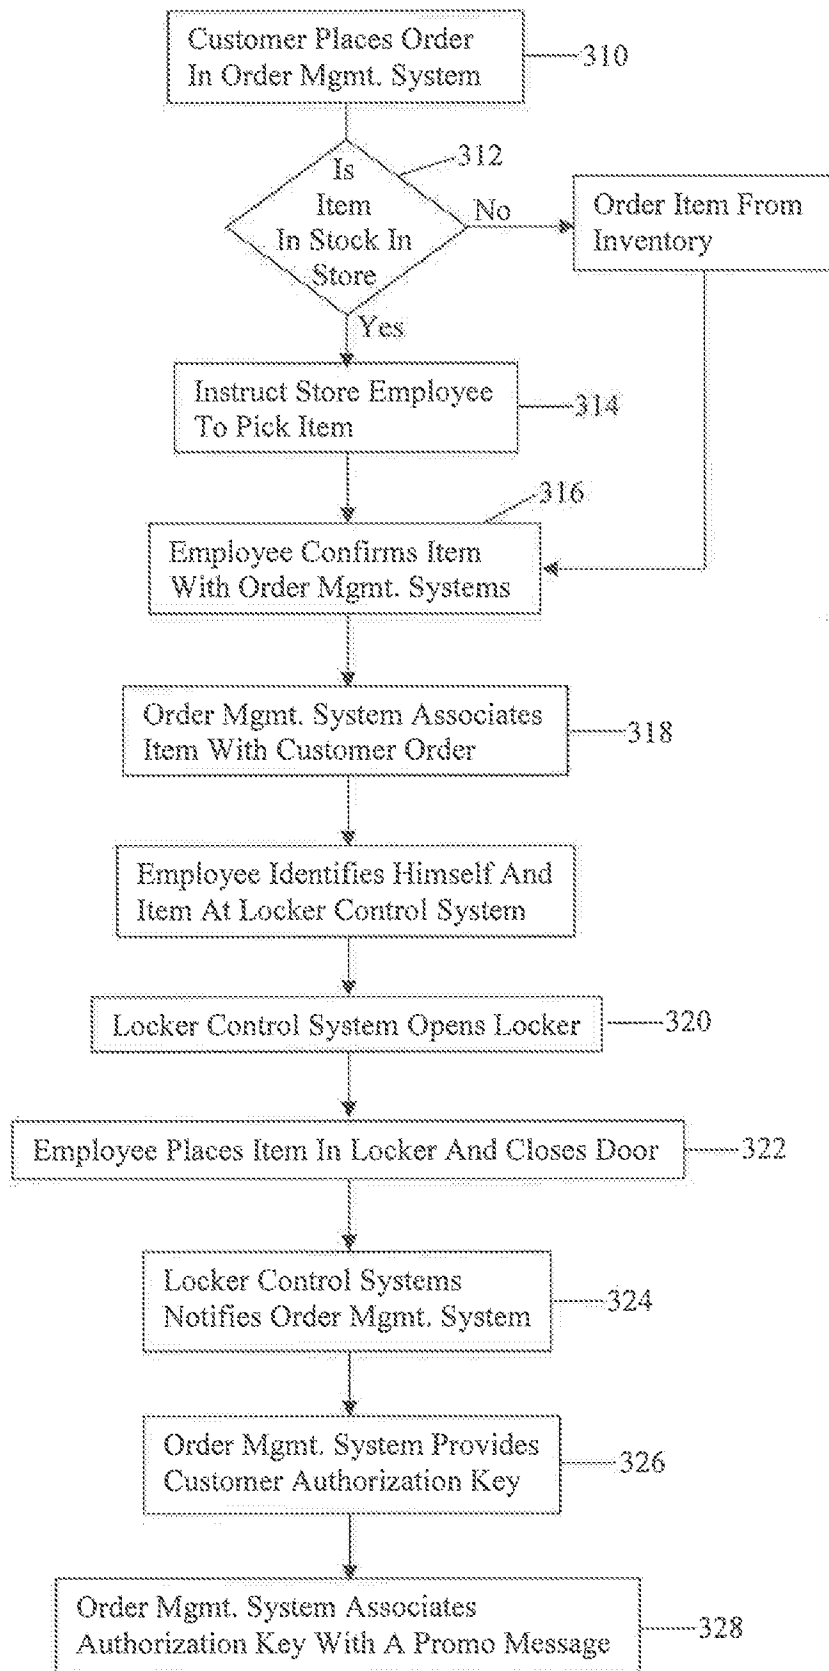 Customer Places Order
In Order Mgmt. System
310
312
Is
Item
In Stock In
Store
No
Order Item From
Inventory
Yes
Instruct Store Employee
To Pick Item
314
316
Employee Confirms Item
With Order Mgmt. Systems
Order Mgmt. System Associates
Item With Customer Order
318
Employee Identifies Himself And
Item At Locker Control System
Locker Control System Opens Locker
320
Employee Places Item In Locker And Closes Door
322
Locker Control Systems
Notifies Order Mgmt. System
324
Order Mgmt. System Provides
Customer Authorization Key
326
Order Mgmt. System Associates
Authorization Key With A Promo Message
328